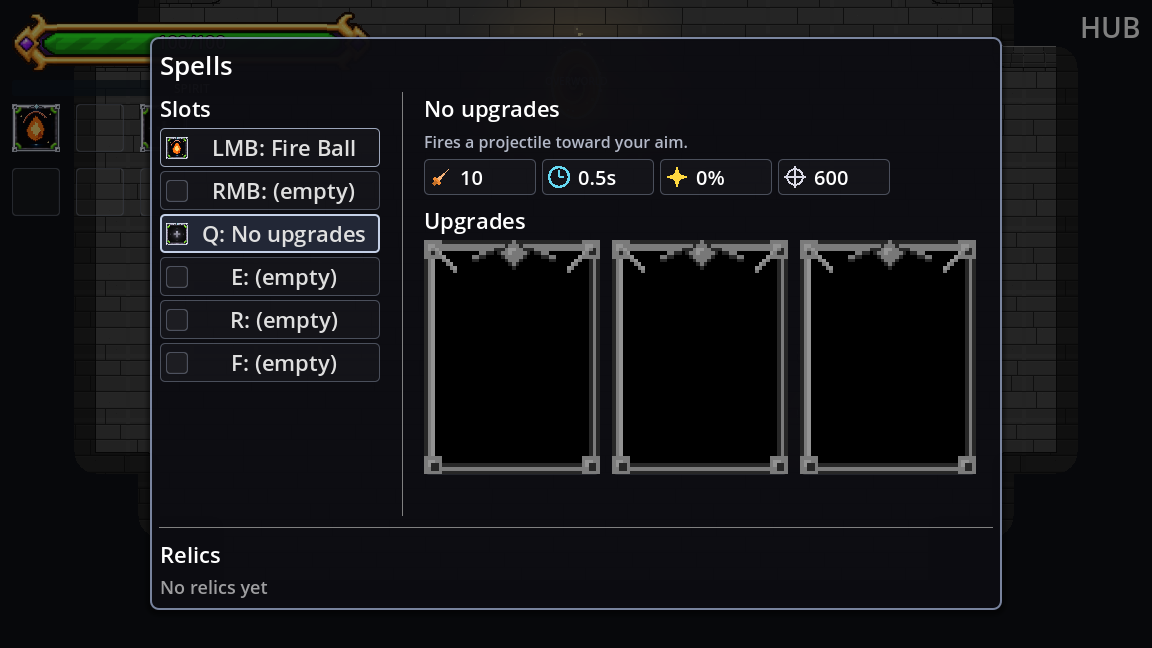 HUB
Spells
Slots
LMB: Fire Ball
RMB: (empty)
Q: No upgrades
E: (empty)
R: (empty)
F: (empty)
No upgrades
Fires a projectile toward your aim.
10
0.5s
0%
600
Upgrades
Relics
No relics yet